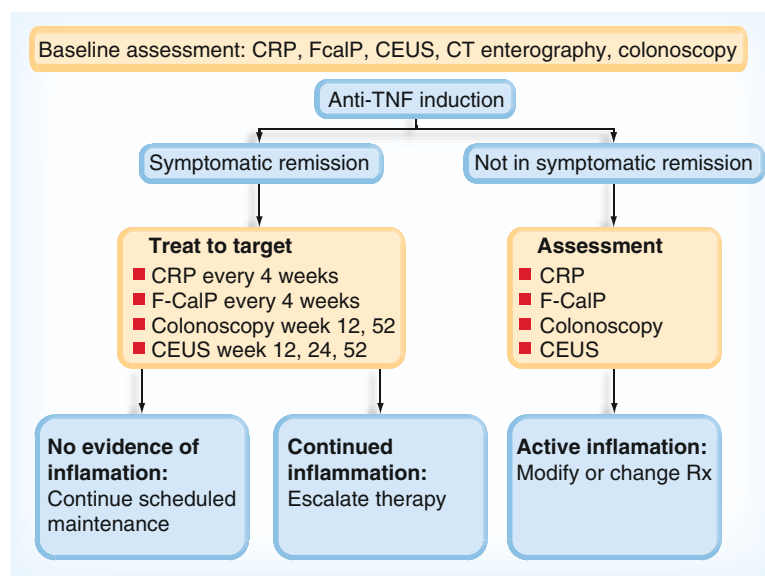 Baseline assessment: CRP, FcalP, CEUS, CT enterography, colonoscopy
Anti-TNF induction
Symptomatic remission
Not in symptomatic remission
Treat to target
■ CRP every 4 weeks
■ F-CalP every 4 weeks
■ Colonoscopy week 12, 52
■ CEUS week 12, 24, 52
Assessment
■ CRP
■ F-CalP
■ Colonoscopy
■ CEUS
No evidence of
inflamation:
Continue scheduled
maintenance
Continued
inflammation:
Escalate therapy
Active inflamation:
Modify or change Rx